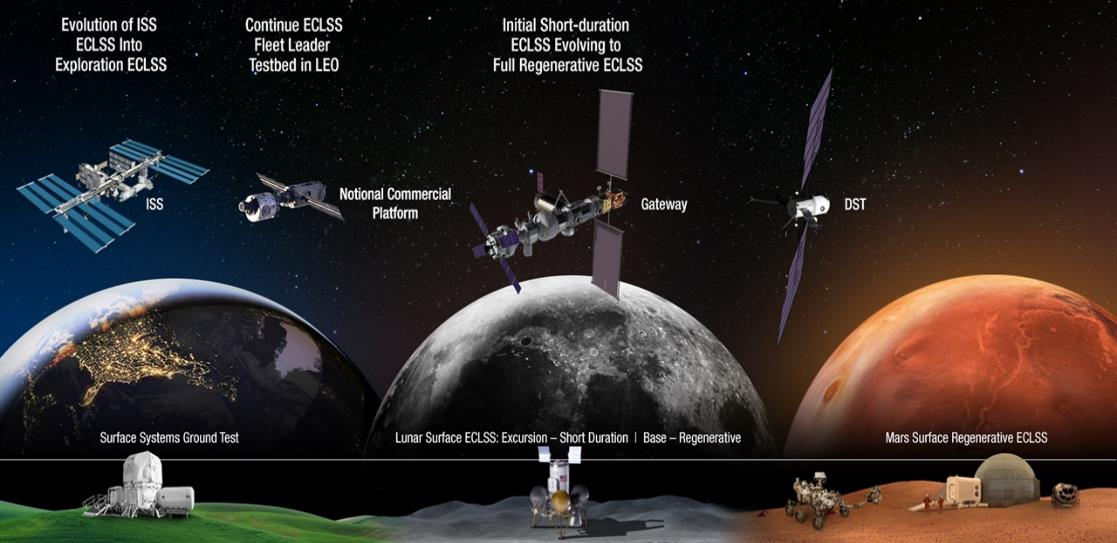 Evolution of ISS
ECLSS Into
Exploration ECLSS
Continue ECLSS
Fleet Leader
Testbed in LEO
Initial Short-duration
ECLSS Evolving to
Full Regenerative ECLSS
ISS
Notional Commercial
Platform
Gateway
DST
Surface Systems Ground Test
Lunar Surface ECLSS: Excursion – Short Duration | Base – Regenerative
Mars Surface Regenerative ECLSS